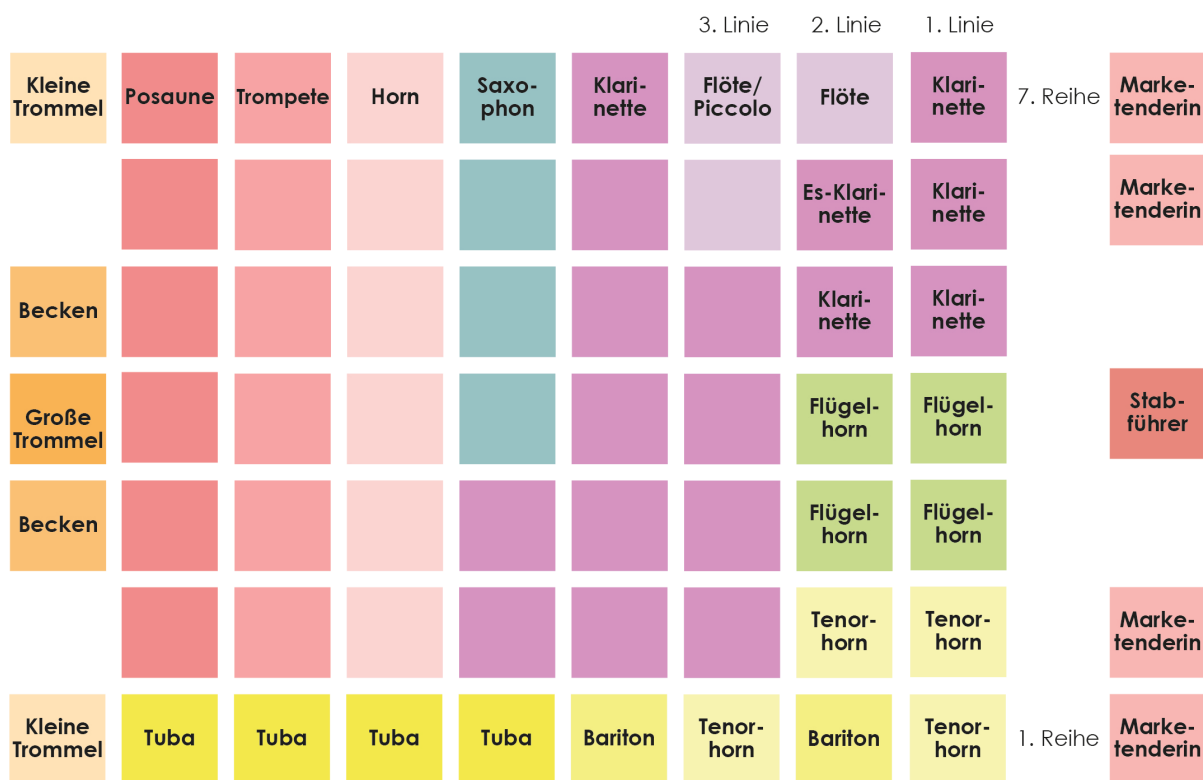 3. Linie 2. Linie 1. Linie
Kleine
Trommel
Posaune
Trompete
Horn
Saxo-
phon
Klari-
nette
Flöte/
Piccolo
Flöte
Klari-
nette
7. Reihe
Marke-
tenderin
Es-Klari-
nette
Klari-
nette
Marke-
tenderin
Becken
Klari-
nette
Klari-
nette
Große
Trommel
Flügel-
horn
Flügel-
horn
Stab-
führer
Becken
Flügel-
horn
Flügel-
horn
Tenor-
horn
Tenor-
horn
Marke-
tenderin
Kleine
Trommel
Tuba
Tuba
Tuba
Tuba
Bariton
Tenor-
horn
Bariton
Tenor-
horn
1. Reihe
Marke-
tenderin